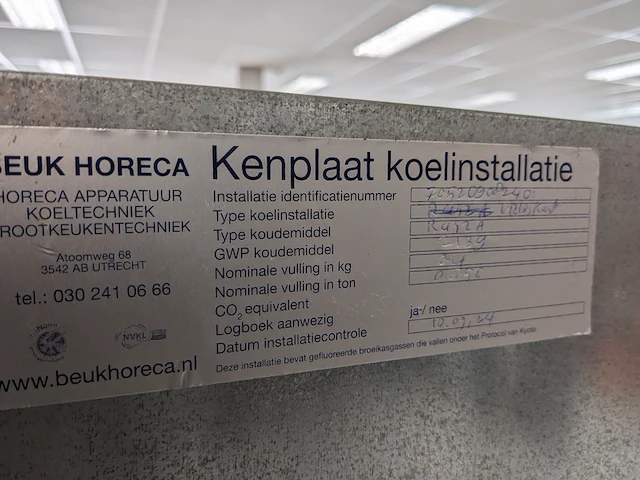 BEUK HORECA
HORECA APPARATUUR
KOELTECHNIEK
GROOTKEUKENTECHNIEK
Atoomweg 68
3542 AB UTRECHT
tel.: 030 241 06 66
NVKL
www.beukhoreca.nl
Kenplaat koelinstallatie
Installatie identificatienummer
Type koelinstallatie
Type koudemiddel R452A
GWP koudemiddel
Nominale vulling in kg
Nominale vulling in ton
CO2 equivalent
Logboek aanwezig ja-/ nee
Datum installatiecontrole
Deze installatie bevat gefluoreerde broeikasgassen die vallen onder het Protocol van Kyoto